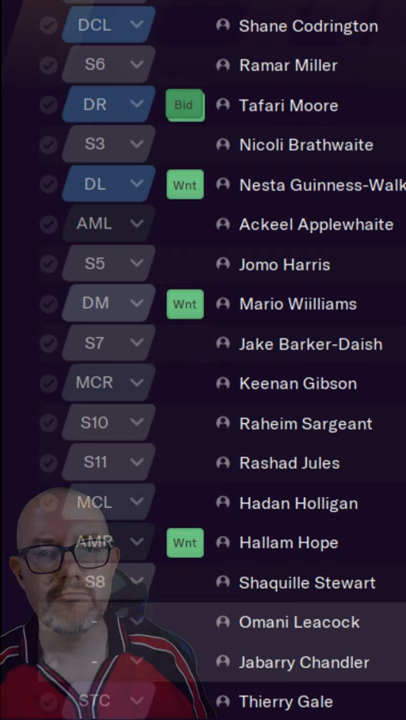 DCL Shane Codrington
S6 Ramar Miller
DR Bid Tafari Moore
S3 Nicoli Brathwaite
DL Wnt Nesta Guinness-Walk
AML Ackeel Applewhaite
S5 Jomo Harris
DM Wnt Mario Wiilliams
S7 Jake Barker-Daish
MCR Keenan Gibson
S10 Raheim Sargeant
S11 Rashad Jules
MCL Hadan Holligan
AMR Wnt Hallam Hope
S8 Shaquille Stewart
- Omani Leacock
- Jabarry Chandler
STC Thierry Gale